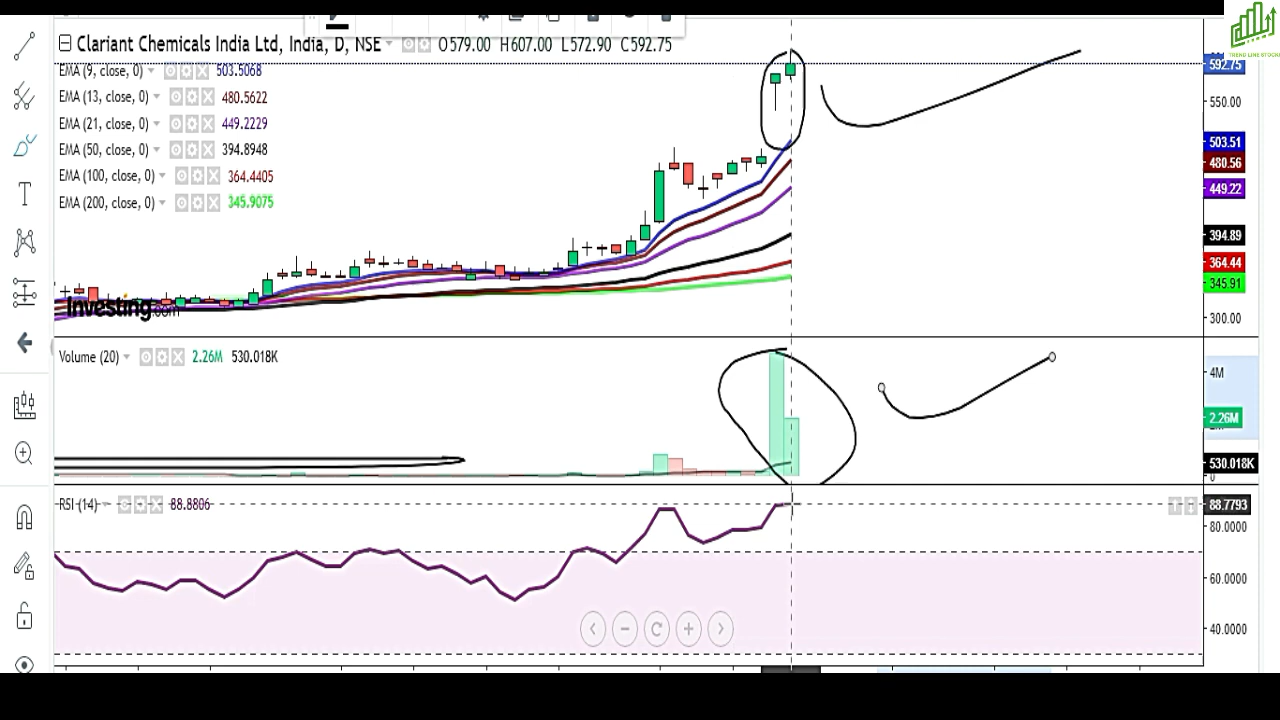 Clariant Chemicals India Ltd, India, D, NSE O579.00 H607.00 L572.90 C592.75
EMA (9, close, 0) 503.5068
EMA (13, close, 0) 480.5622
EMA (21, close, 0) 449.2229
EMA (50, close, 0) 394.8948
EMA (100, close, 0) 364.4405
EMA (200, close, 0) 345.9075
TREND LINE STOCKS
592.75
550.00
503.51
480.56
449.22
394.89
364.44
345.91
300.00
Investing.com
Volume (20) 2.26M 530.018K
4M
2.26M
530.018K
0
RSI (14) 88.8806
88.7793
80.0000
60.0000
40.0000